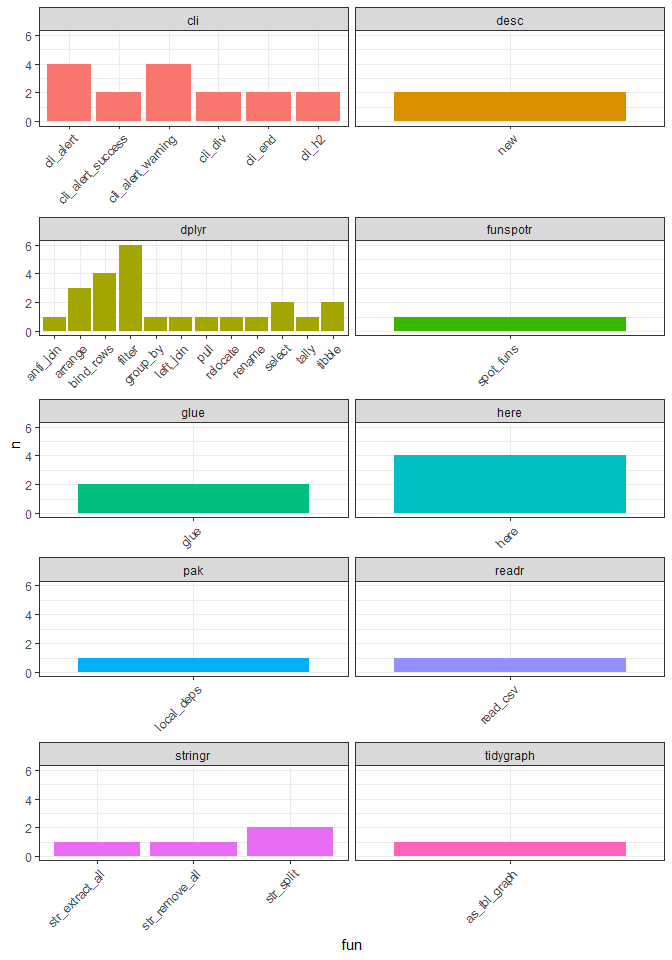 cli
desc
6
4
2
0
cli_alert
cli_alert_success
cli_alert_warning
cli_div
cli_end
cli_h2
new
dplyr
funspotr
6
4
2
0
anti_join
arrange
bind_rows
filter
group_by
left_join
pull
relocate
rename
select
tally
tibble
spot_funs
glue
here
6
4
2
0
n
glue
here
pak
readr
6
4
2
0
local_deps
read_csv
stringr
tidygraph
6
4
2
0
str_extract_all
str_remove_all
str_split
as_tbl_graph
fun